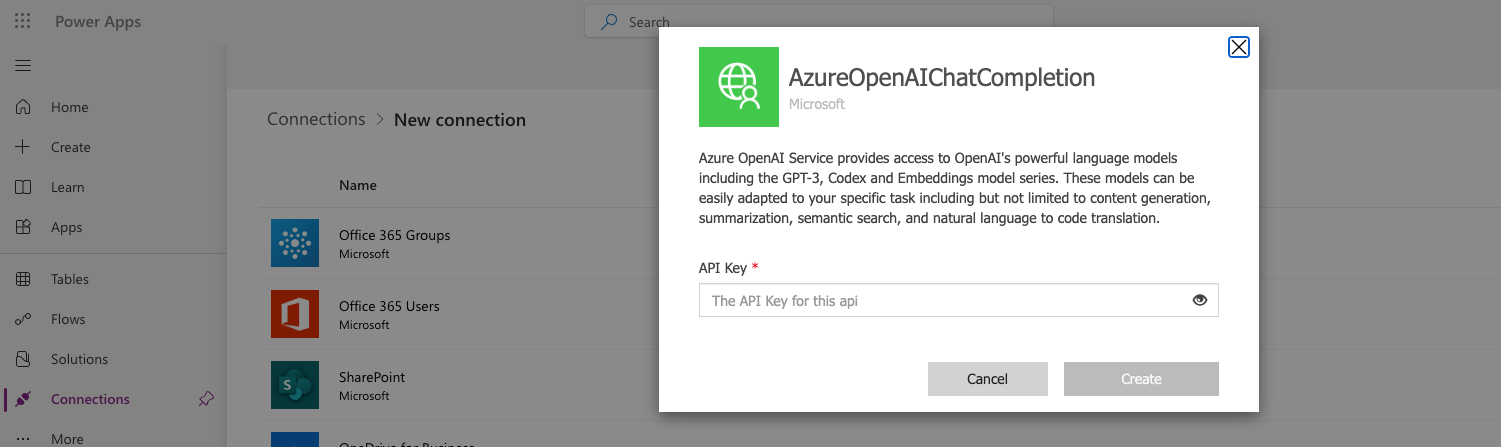 Power Apps
Search
Home
Create
Learn
Apps
Tables
Flows
Solutions
Connections
More
Connections > New connection
Name
Office 365 Groups
Microsoft
Office 365 Users
Microsoft
SharePoint
Microsoft
OneDrive for Business
AzureOpenAIChatCompletion
Microsoft
Azure OpenAI Service provides access to OpenAI's powerful language models
including the GPT-3, Codex and Embeddings model series. These models can be
easily adapted to your specific task including but not limited to content generation,
summarization, semantic search, and natural language to code translation.
API Key *
The API Key for this api
Cancel
Create